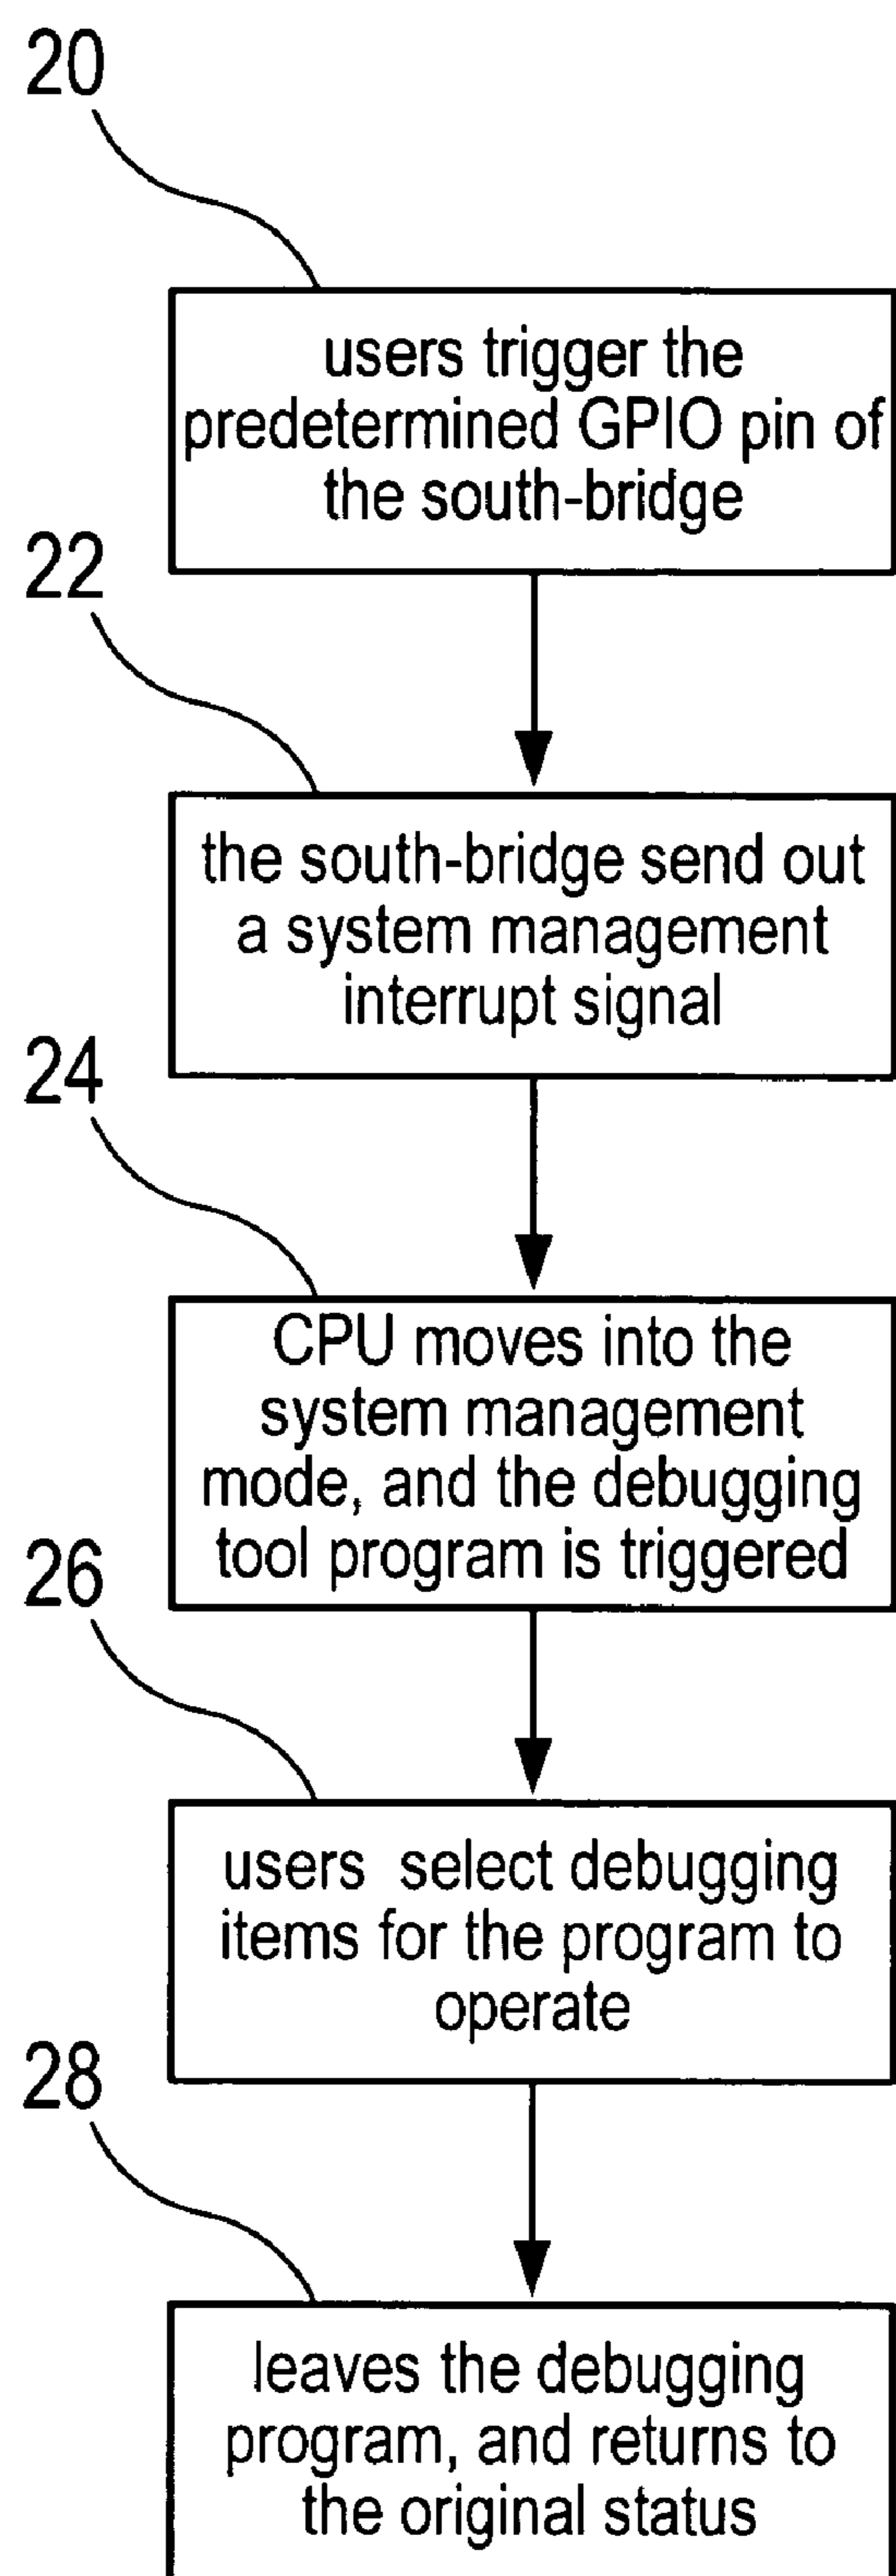 20
users trigger the
predetermined GPIO pin of
the south-bridge
22
the south-bridge send out
a system management
interrupt signal
24
CPU moves into the
system management
mode, and the debugging
tool program is triggered
26
users select debugging
items for the program to
operate
28
leaves the debugging
program, and returns to
the original status